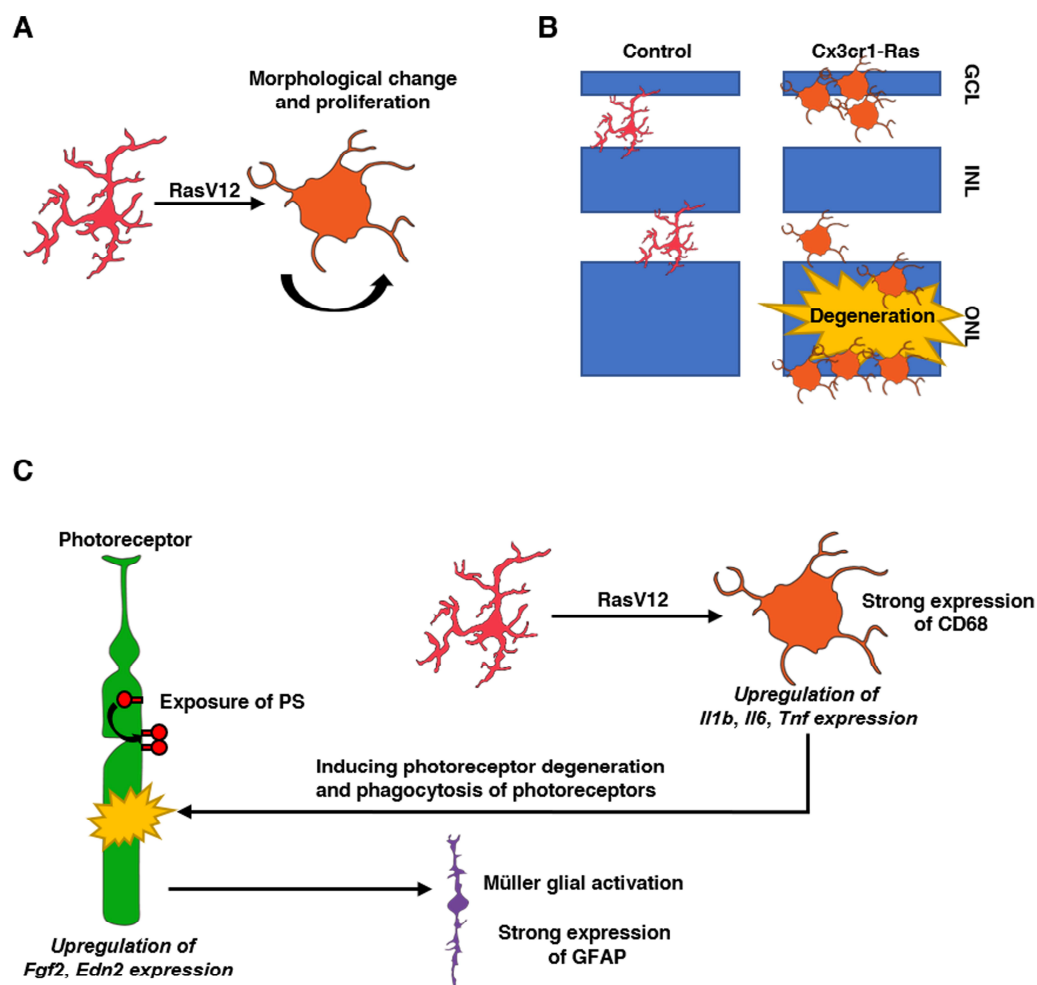 A
Morphological change
and proliferation
RasV12
B
Control
Cx3cr1-Ras
GCL
INL
ONL
Degeneration
C
Photoreceptor
Exposure of PS
RasV12
Strong expression
of CD68
Upregulation of
Il1b, Il6, Tnf expression
Inducing photoreceptor degeneration
and phagocytosis of photoreceptors
Müller glial activation
Strong expression
of GFAP
Upregulation of
Fgf2, Edn2 expression